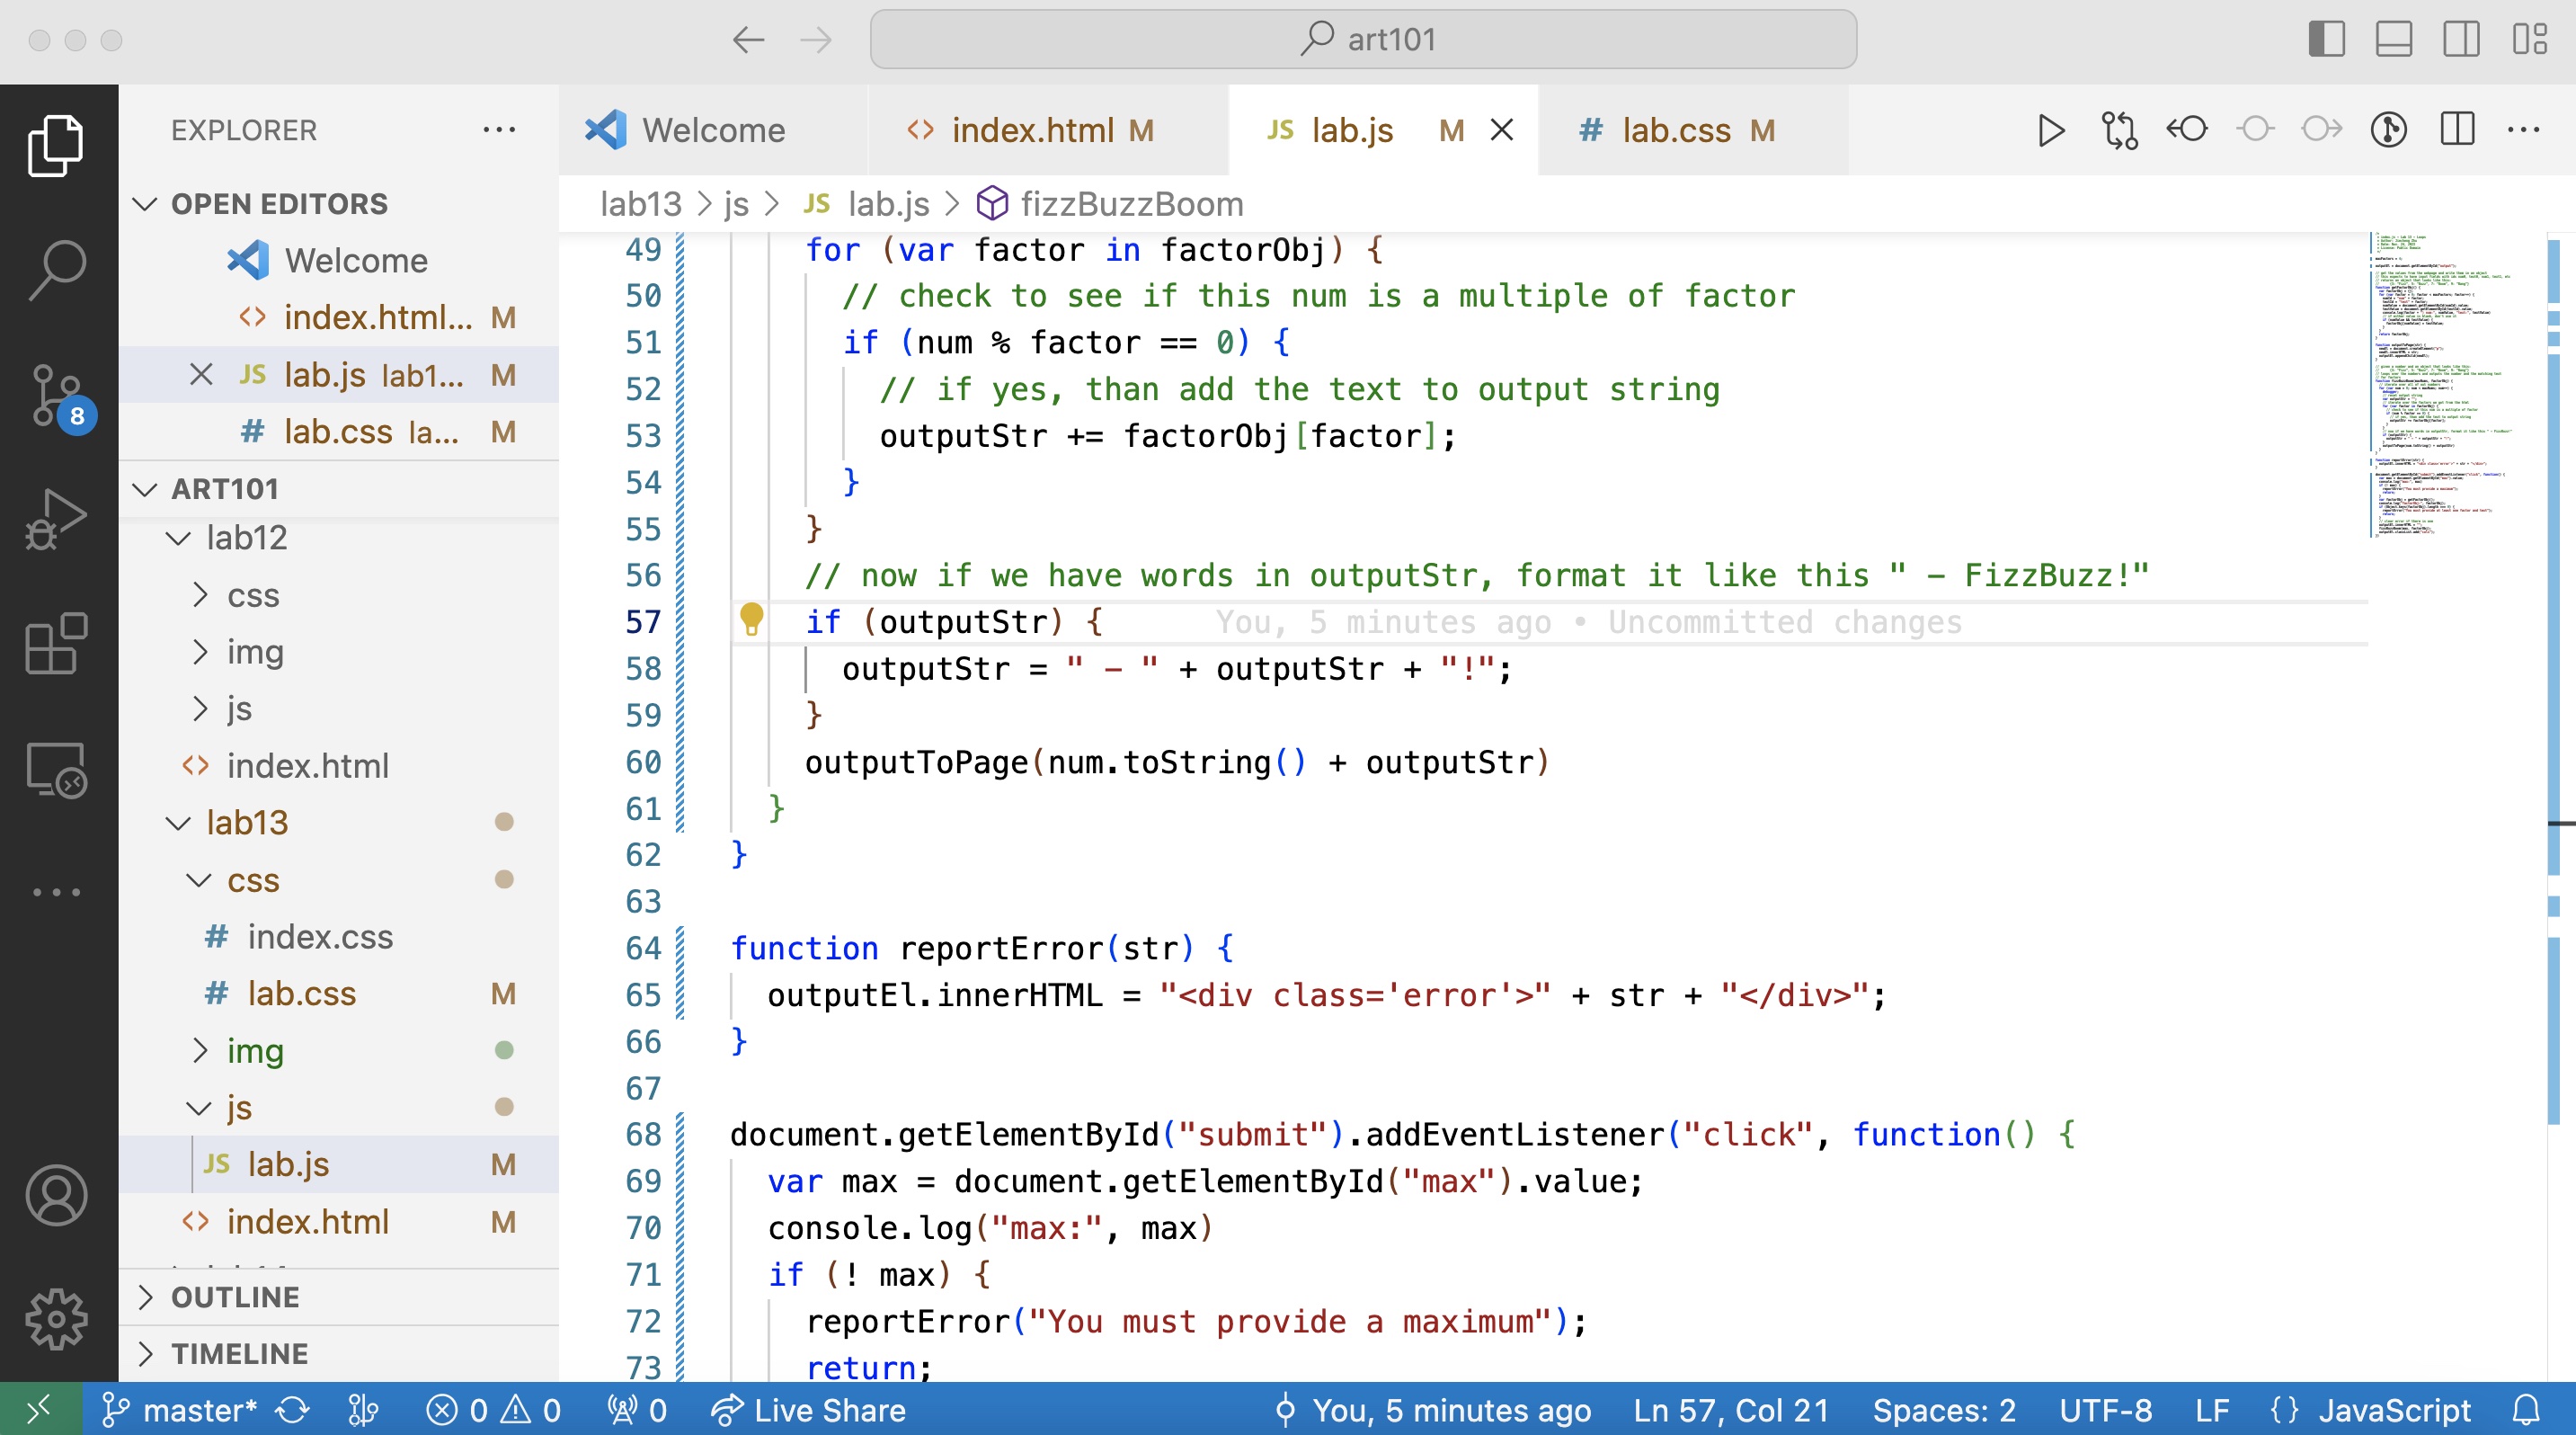 art101
EXPLORER
OPEN EDITORS
Welcome
index.html... M
JS lab.js lab1... M
# lab.css la... M
8
ART101
lab12
css
img
js
index.html
lab13
css
# index.css
# lab.css M
img
js
JS lab.js M
index.html M
OUTLINE
TIMELINE
Welcome
index.html M
JS lab.js M
# lab.css M
lab13 > js > JS lab.js > fizzBuzzBoom
49 for (var factor in factorObj) {
50 // check to see if this num is a multiple of factor
51 if (num % factor == 0) {
52 // if yes, than add the text to output string
53 outputStr += factorObj[factor];
54 }
55 }
56 // now if we have words in outputStr, format it like this " - FizzBuzz!"
57 if (outputStr) { You, 5 minutes ago • Uncommitted changes
58 outputStr = " - " + outputStr + "!";
59 }
60 outputToPage(num.toString() + outputStr)
61 }
62 }
63
64 function reportError(str) {
65 outputEl.innerHTML = "<div class='error'>" + str + "</div>";
66 }
67
68 document.getElementById("submit").addEventListener("click", function() {
69 var max = document.getElementById("max").value;
70 console.log("max:", max)
71 if (! max) {
72 reportError("You must provide a maximum");
73 return;
master* 0 0 0 Live Share You, 5 minutes ago Ln 57, Col 21 Spaces: 2 UTF-8 LF {} JavaScript